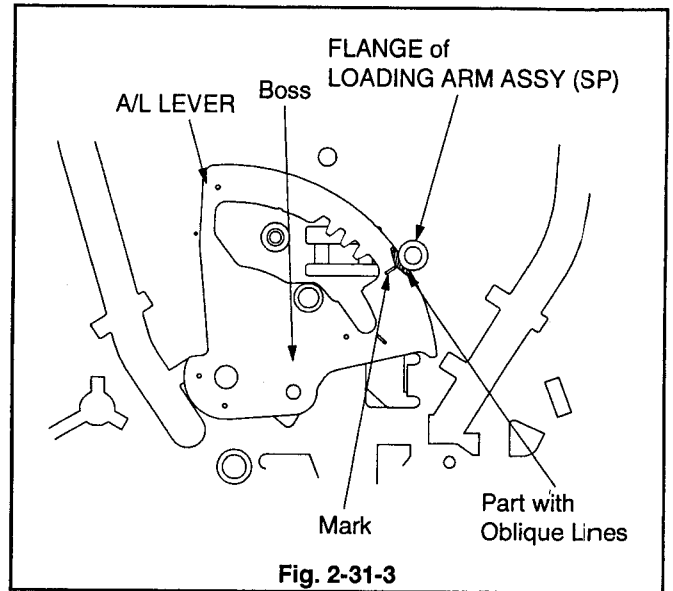 FLANGE of
LOADING ARM ASSY (SP)
Boss
A/L LEVER
Mark
Part with
Oblique Lines
Fig. 2-31-3